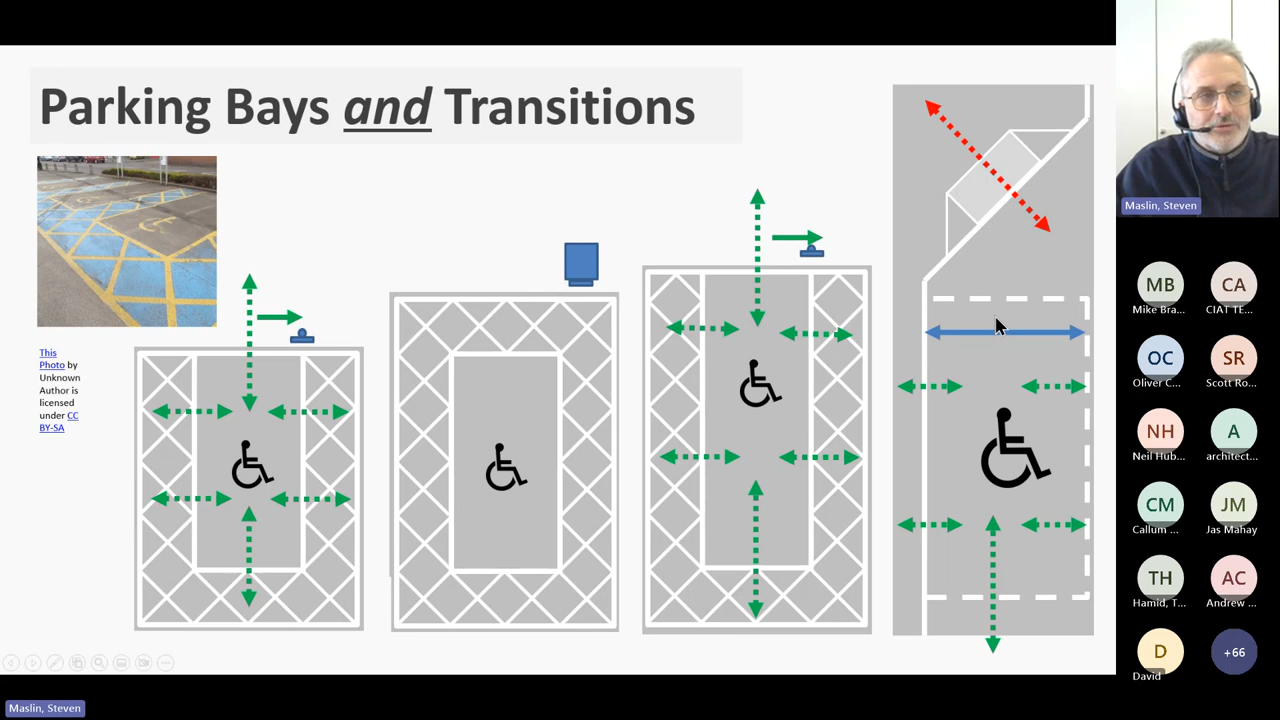 Parking Bays and Transitions
This
Photo by
Unknown
Author is
licensed
under CC
BY-SA
Maslin, Steven
MB
CA
Mike Bra...
CIAT TE...
OC
SR
Oliver C...
Scott Ro...
NH
A
Neil Hub...
architect...
CM
JM
Callum ...
Jas Mahay
TH
AC
Hamid, T...
Andrew ...
D
+66
David
Maslin, Steven